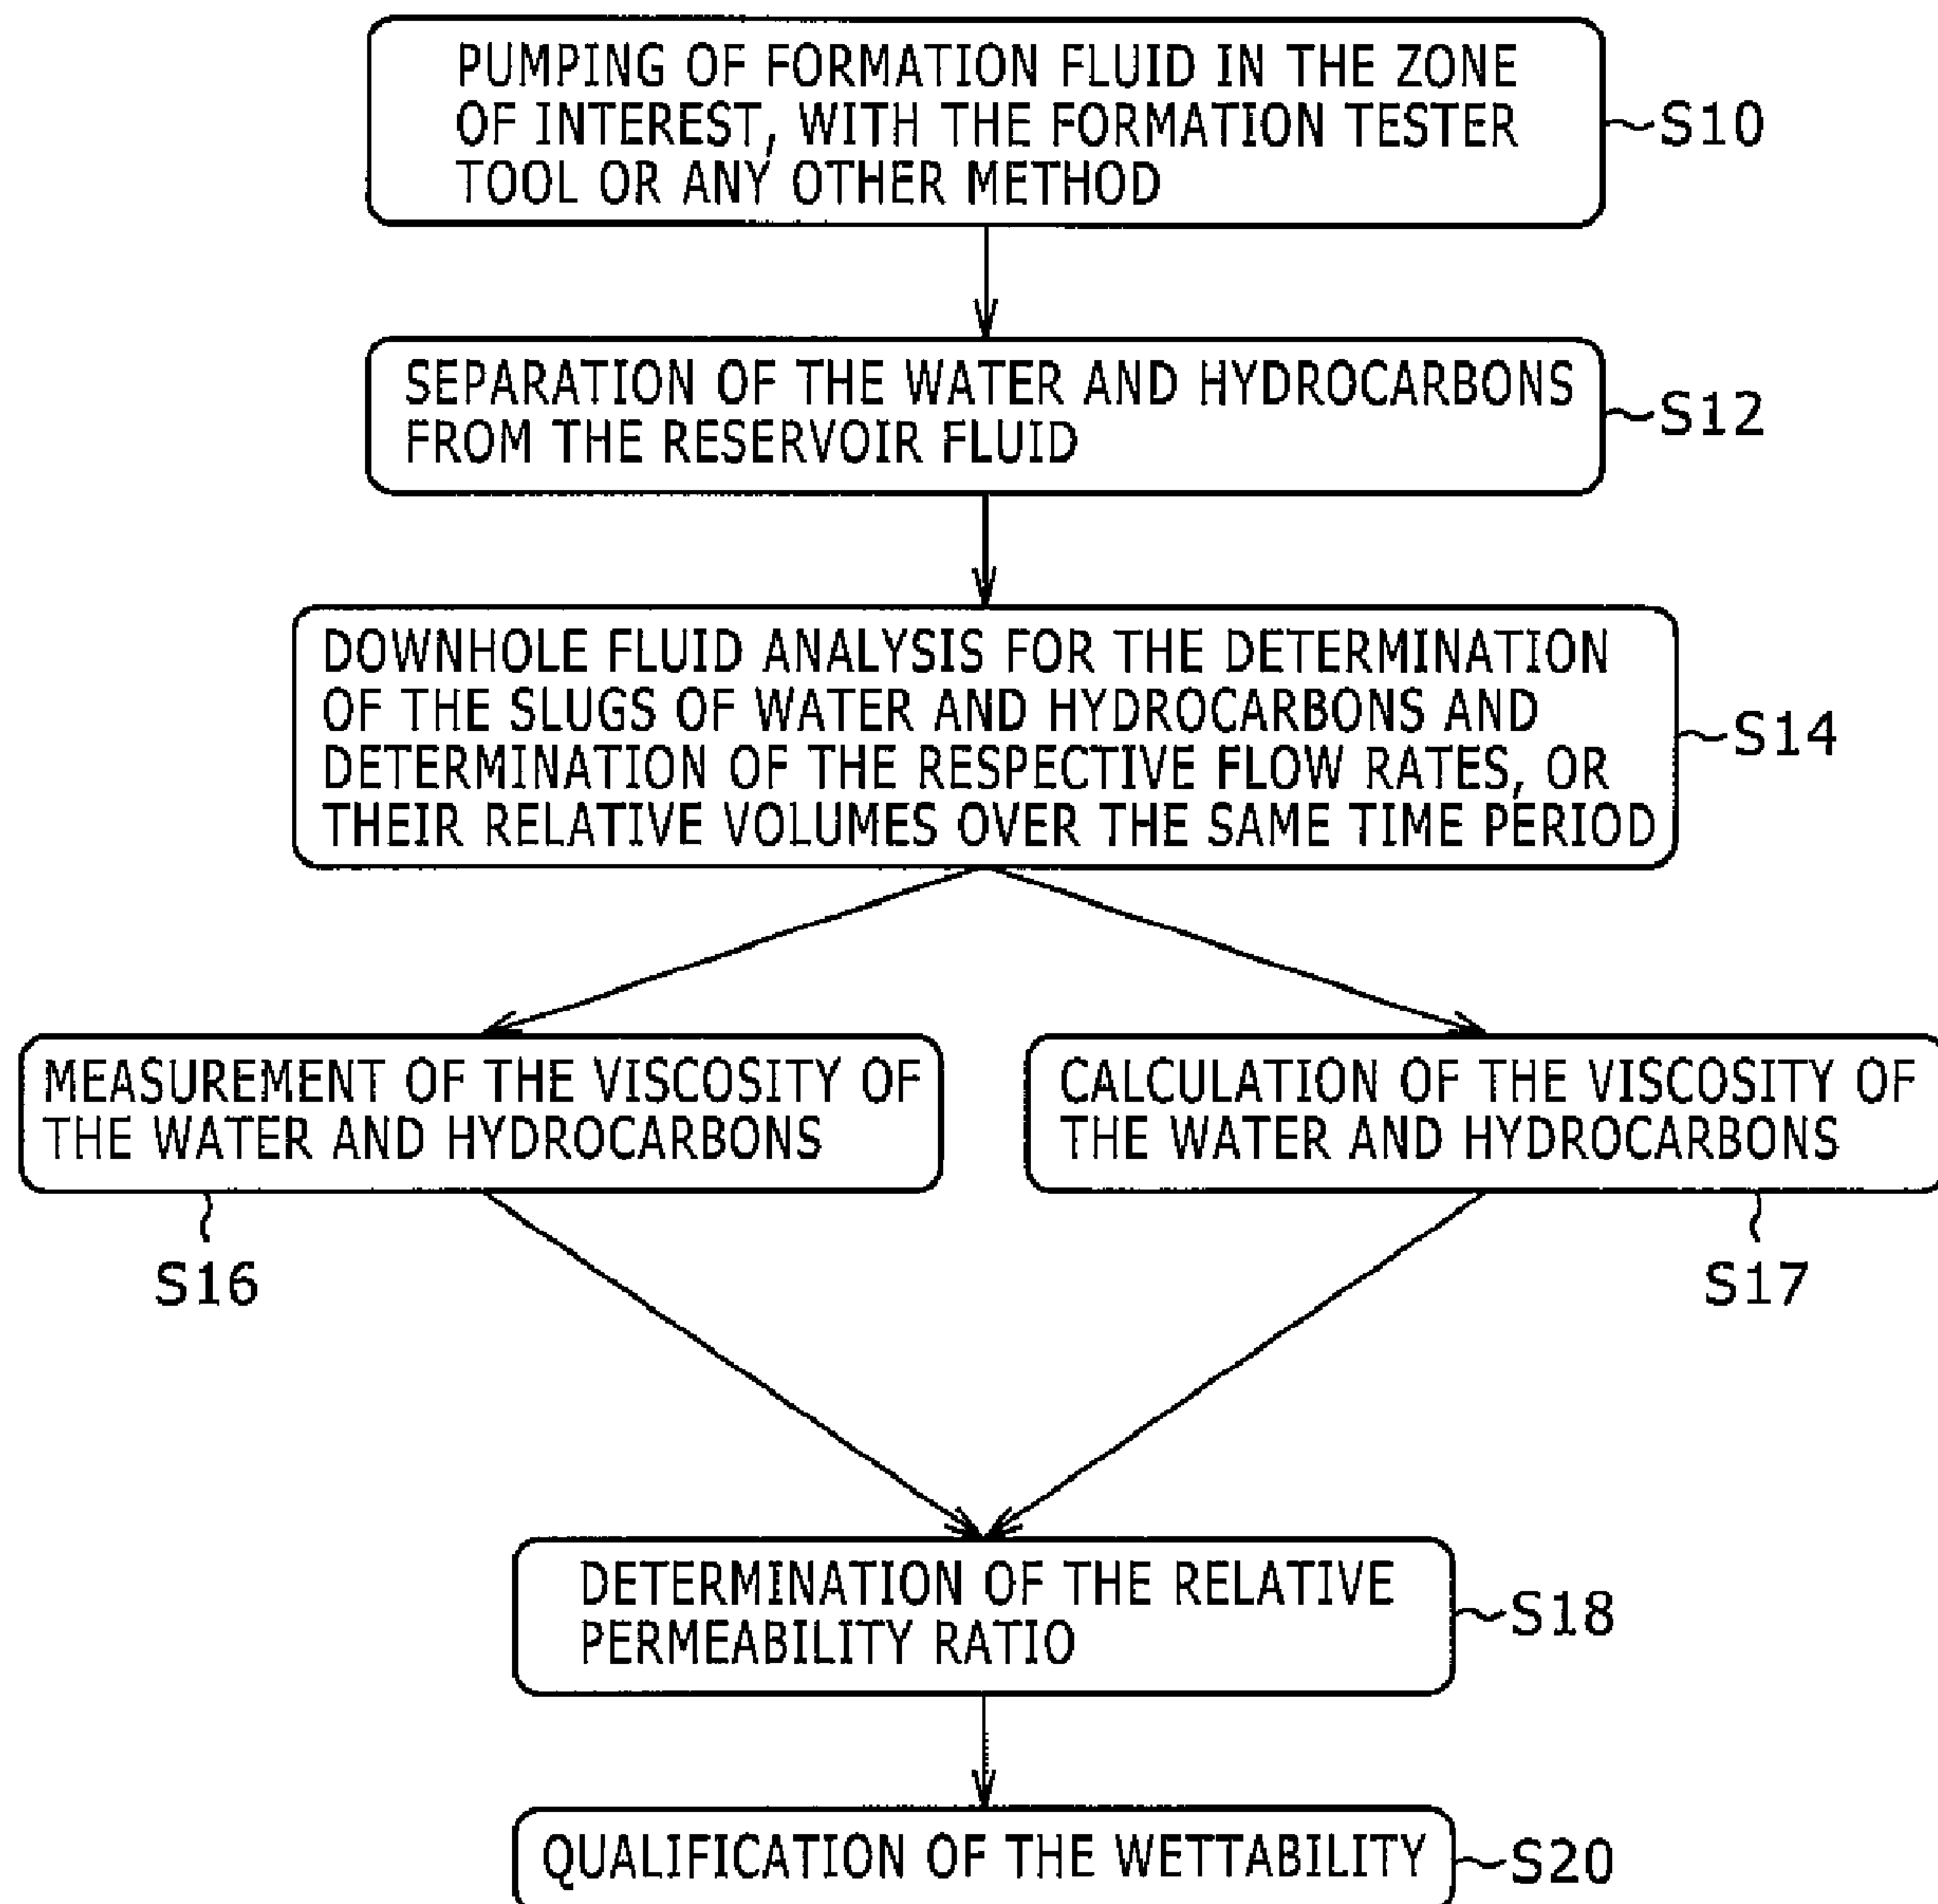 PUMPING OF FORMATION FLUID IN THE ZONE
OF INTEREST, WITH THE FORMATION TESTER
TOOL OR ANY OTHER METHOD
S10
SEPARATION OF THE WATER AND HYDROCARBONS
FROM THE RESERVOIR FLUID
S12
DOWNHOLE FLUID ANALYSIS FOR THE DETERMINATION
OF THE SLUGS OF WATER AND HYDROCARBONS AND
DETERMINATION OF THE RESPECTIVE FLOW RATES, OR
THEIR RELATIVE VOLUMES OVER THE SAME TIME PERIOD
S14
MEASUREMENT OF THE VISCOSITY OF
THE WATER AND HYDROCARBONS
S16
CALCULATION OF THE VISCOSITY OF
THE WATER AND HYDROCARBONS
S17
DETERMINATION OF THE RELATIVE
PERMEABILITY RATIO
S18
QUALIFICATION OF THE WETTABILITY
S20